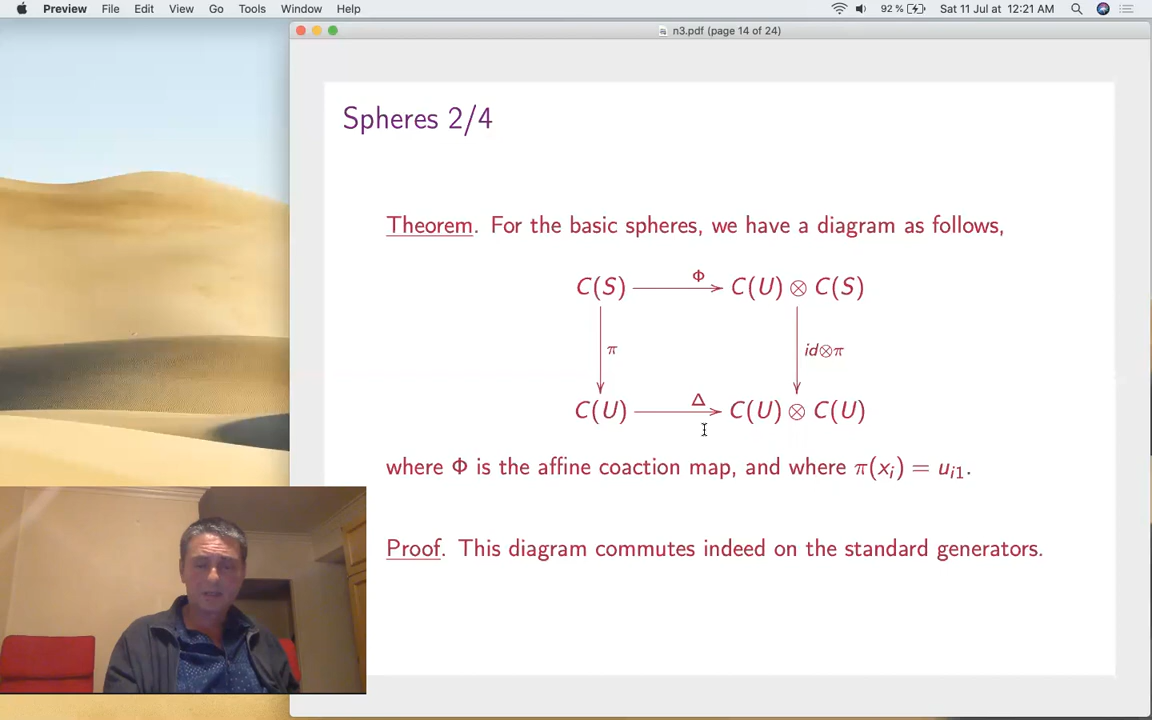 Preview File Edit View Go Tools Window Help 92 % Sat 11 Jul at 12:21 AM
n3.pdf (page 14 of 24)
Spheres 2/4
Theorem. For the basic spheres, we have a diagram as follows,
C(S) Φ C(U) ⊗ C(S)
π id⊗π
C(U) Δ C(U) ⊗ C(U)
where Φ is the affine coaction map, and where π(xᵢ) = uᵢ₁.
Proof. This diagram commutes indeed on the standard generators.